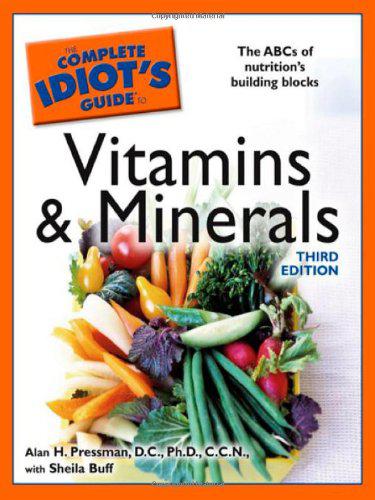 THE
COMPLETE
IDIOT'S
GUIDE® TO
The ABCs of
nutrition's
building blocks
Vitamins
& Minerals
THIRD
EDITION
Alan H. Pressman, D.C., Ph.D., C.C.N.,
with Sheila Buff